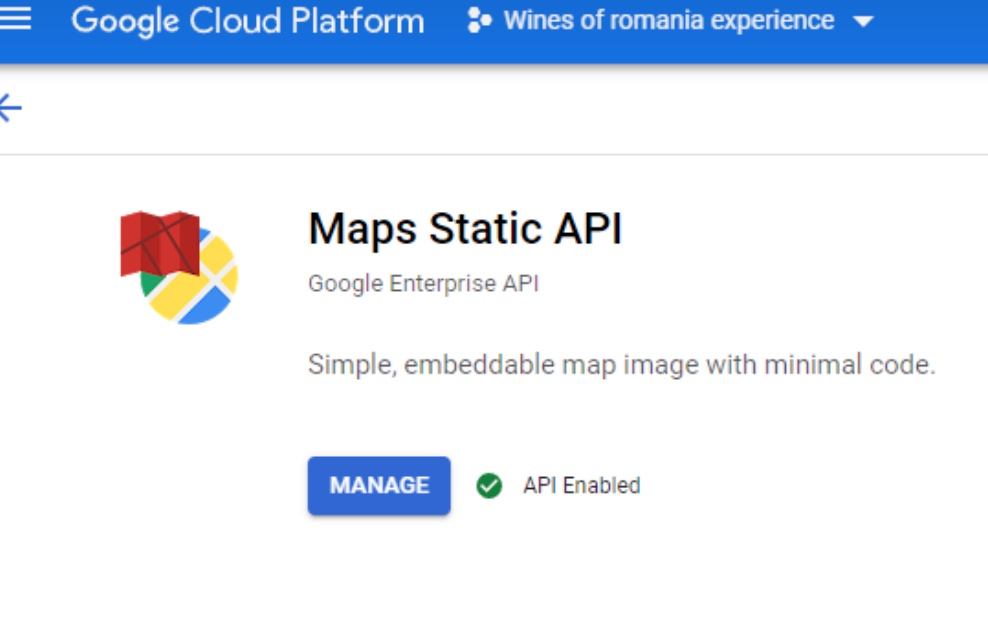 Google Cloud Platform
Wines of romania experience
Maps Static API
Google Enterprise API
Simple, embeddable map image with minimal code.
MANAGE
API Enabled